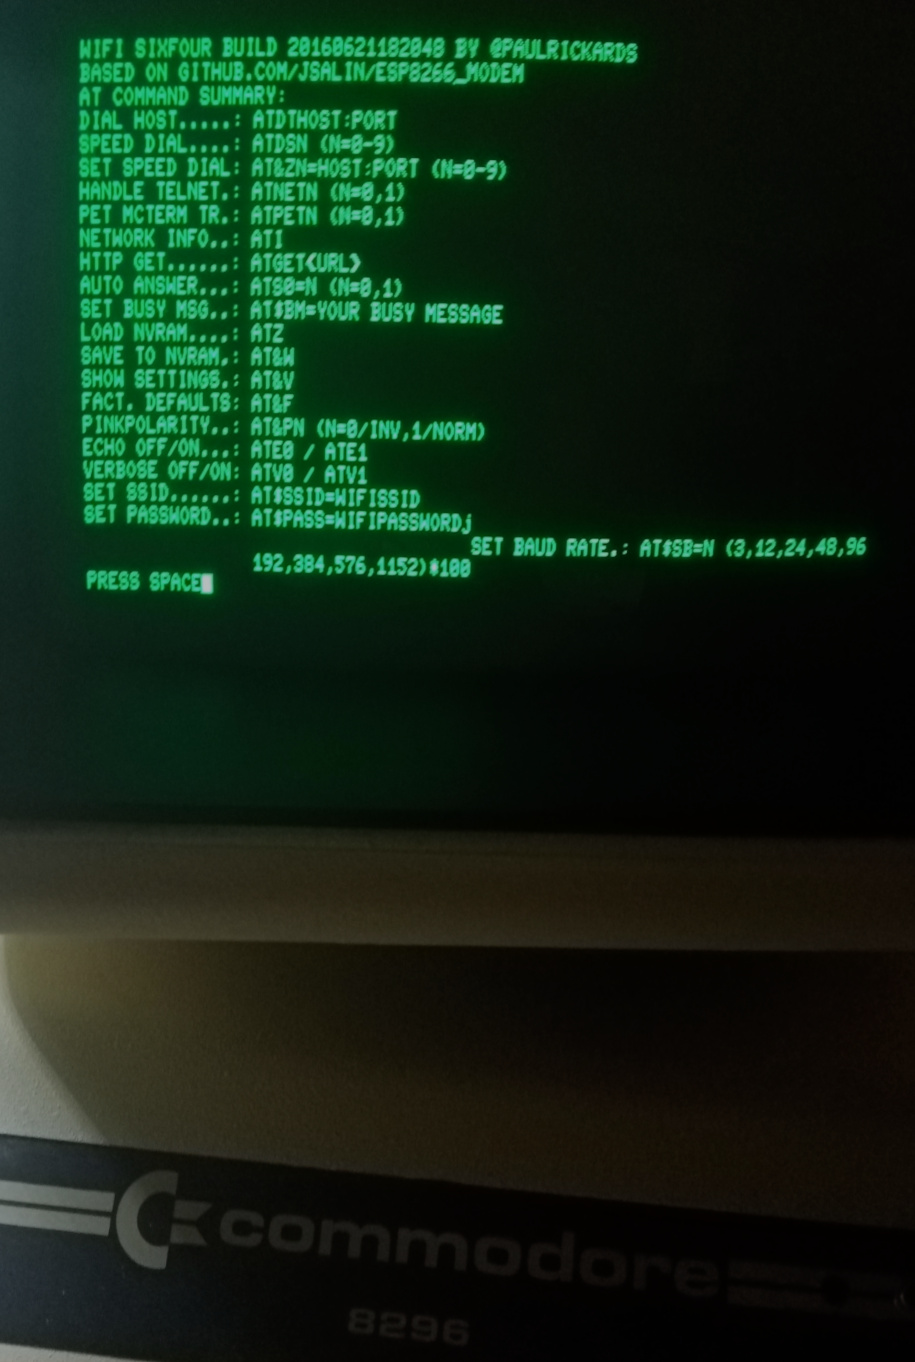 WIFI SIXFOUR BUILD 20160621182048 BY @PAULRICKARDS
BASED ON GITHUB.COM/JSALIN/ESP8266_MODEM
AT COMMAND SUMMARY:
DIAL HOST.....: ATDTHOST:PORT
SPEED DIAL....: ATDSN (N=0-9)
SET SPEED DIAL: AT&ZN=HOST:PORT (N=0-9)
HANDLE TELNET.: ATNETN (N=0,1)
PET MCTERM TR.: ATPETN (N=0,1)
NETWORK INFO..: ATI
HTTP GET......: ATGET<URL>
AUTO ANSWER...: ATS0=N (N=0,1)
SET BUSY MSG..: AT$BM=YOUR BUSY MESSAGE
LOAD NVRAM....: ATZ
SAVE TO NVRAM.: AT&W
SHOW SETTINGS.: AT&V
FACT. DEFAULTS: AT&F
PINKPOLARITY..: AT&PN (N=0/INV,1/NORM)
ECHO OFF/ON...: ATE0 / ATE1
VERBOSE OFF/ON: ATV0 / ATV1
SET SSID......: AT$SSID=WIFISSID
SET PASSWORD..: AT$PASS=WIFIPASSWORDj
SET BAUD RATE.: AT$SB=N (3,12,24,48,96
192,384,576,1152)*100
PRESS SPACE
commodore
8296